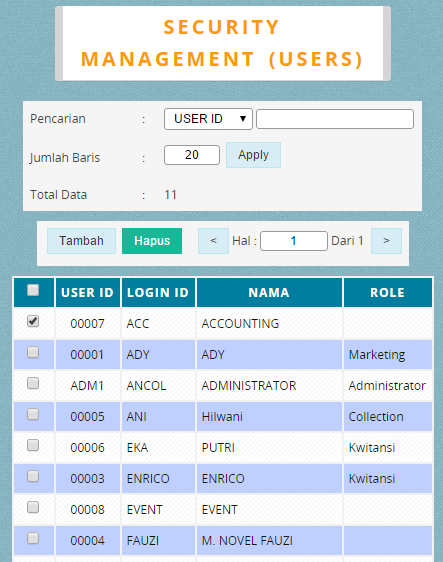 SECURITY
MANAGEMENT (USERS)
Pencarian : USER ID
Jumlah Baris : 20 Apply
Total Data : 11
Tambah Hapus < Hal : 1 Dari 1 >
USER ID LOGIN ID NAMA ROLE
00007 ACC ACCOUNTING
00001 ADY ADY Marketing
ADM1 ANCOL ADMINISTRATOR Administrator
00005 ANI Hilwani Collection
00006 EKA PUTRI Kwitansi
00003 ENRICO ENRICO Kwitansi
00008 EVENT EVENT
00004 FAUZI M. NOVEL FAUZI